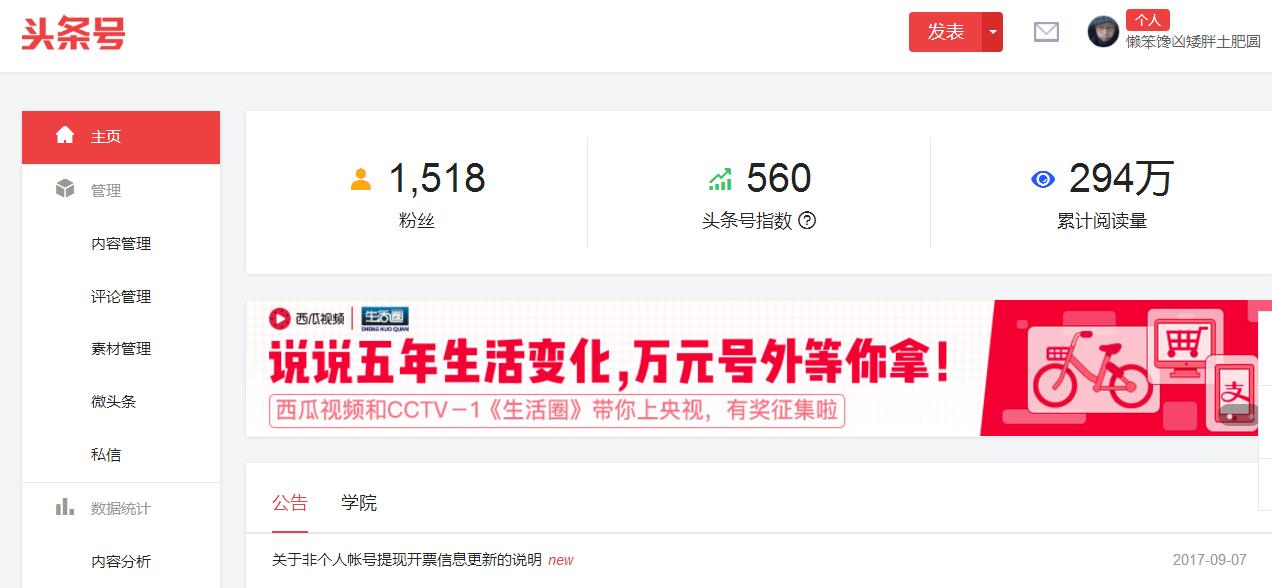 头条号
发表
个人
懒笨馋凶矮胖土肥圆
主页
管理
内容管理
评论管理
素材管理
微头条
私信
数据统计
内容分析
1,518
粉丝
560
头条号指数
294万
累计阅读量
西瓜视频 生活圈
SHENG HUO QUAN
说说五年生活变化,万元号外等你拿!
西瓜视频和CCTV-1《生活圈》带你上央视，有奖征集啦
支
公告 学院
关于非个人帐号提现开票信息更新的说明 new 2017-09-07